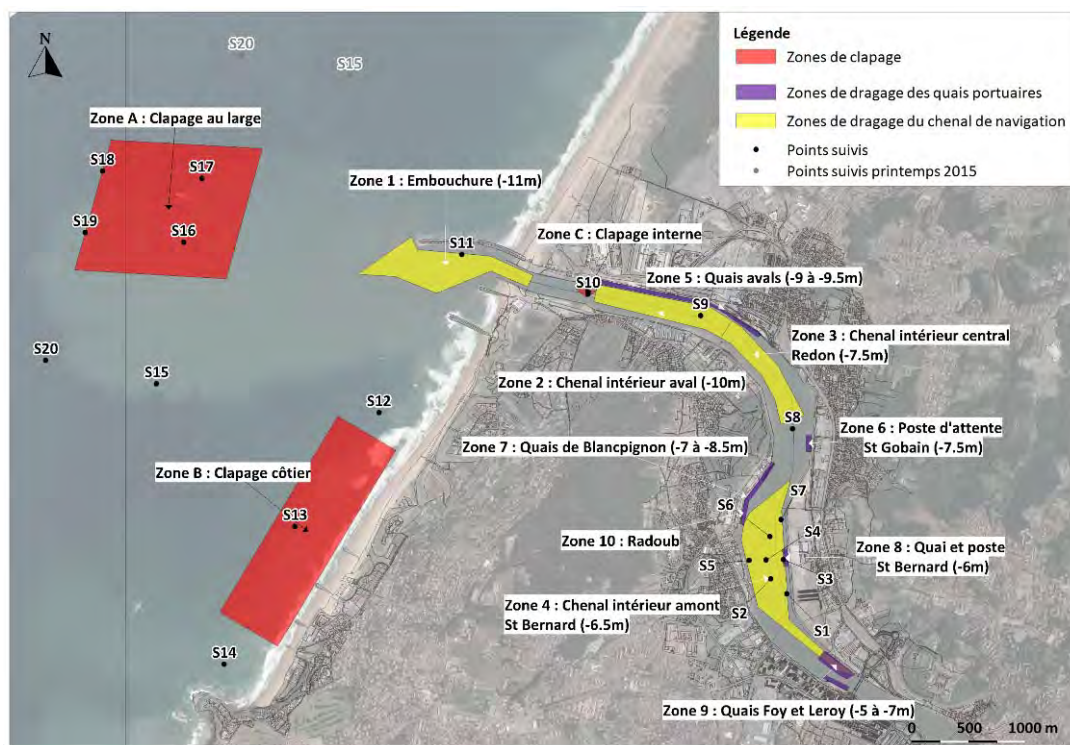 N
S20
S15
Légende
Zones de clapage
Zones de dragage des quais portuaires
Zones de dragage du chenal de navigation
Points suivis
Points suivis printemps 2015
Zone A : Clapage au large
S18
S17
S19
S16
Zone 1 : Embouchure (-11m)
S11
Zone C : Clapage interne
S10
Zone 5 : Quais avals (-9 à -9.5m)
S9
Zone 3 : Chenal intérieur central
Redon (-7.5m)
S20
S15
S12
Zone 2 : Chenal intérieur aval (-10m)
S8
Zone 7 : Quais de Blancpignon (-7 à -8.5m)
Zone 6 : Poste d'attente
St Gobain (-7.5m)
Zone B : Clapage côtier
S13
S7
S6
S4
Zone 10 : Radoub
Zone 8 : Quai et poste
St Bernard (-6m)
S5
S3
Zone 4 : Chenal intérieur amont
St Bernard (-6.5m)
S2
S1
S14
Zone 9 : Quais Foy et Leroy (-5 à -7m)
0 500 1000 m